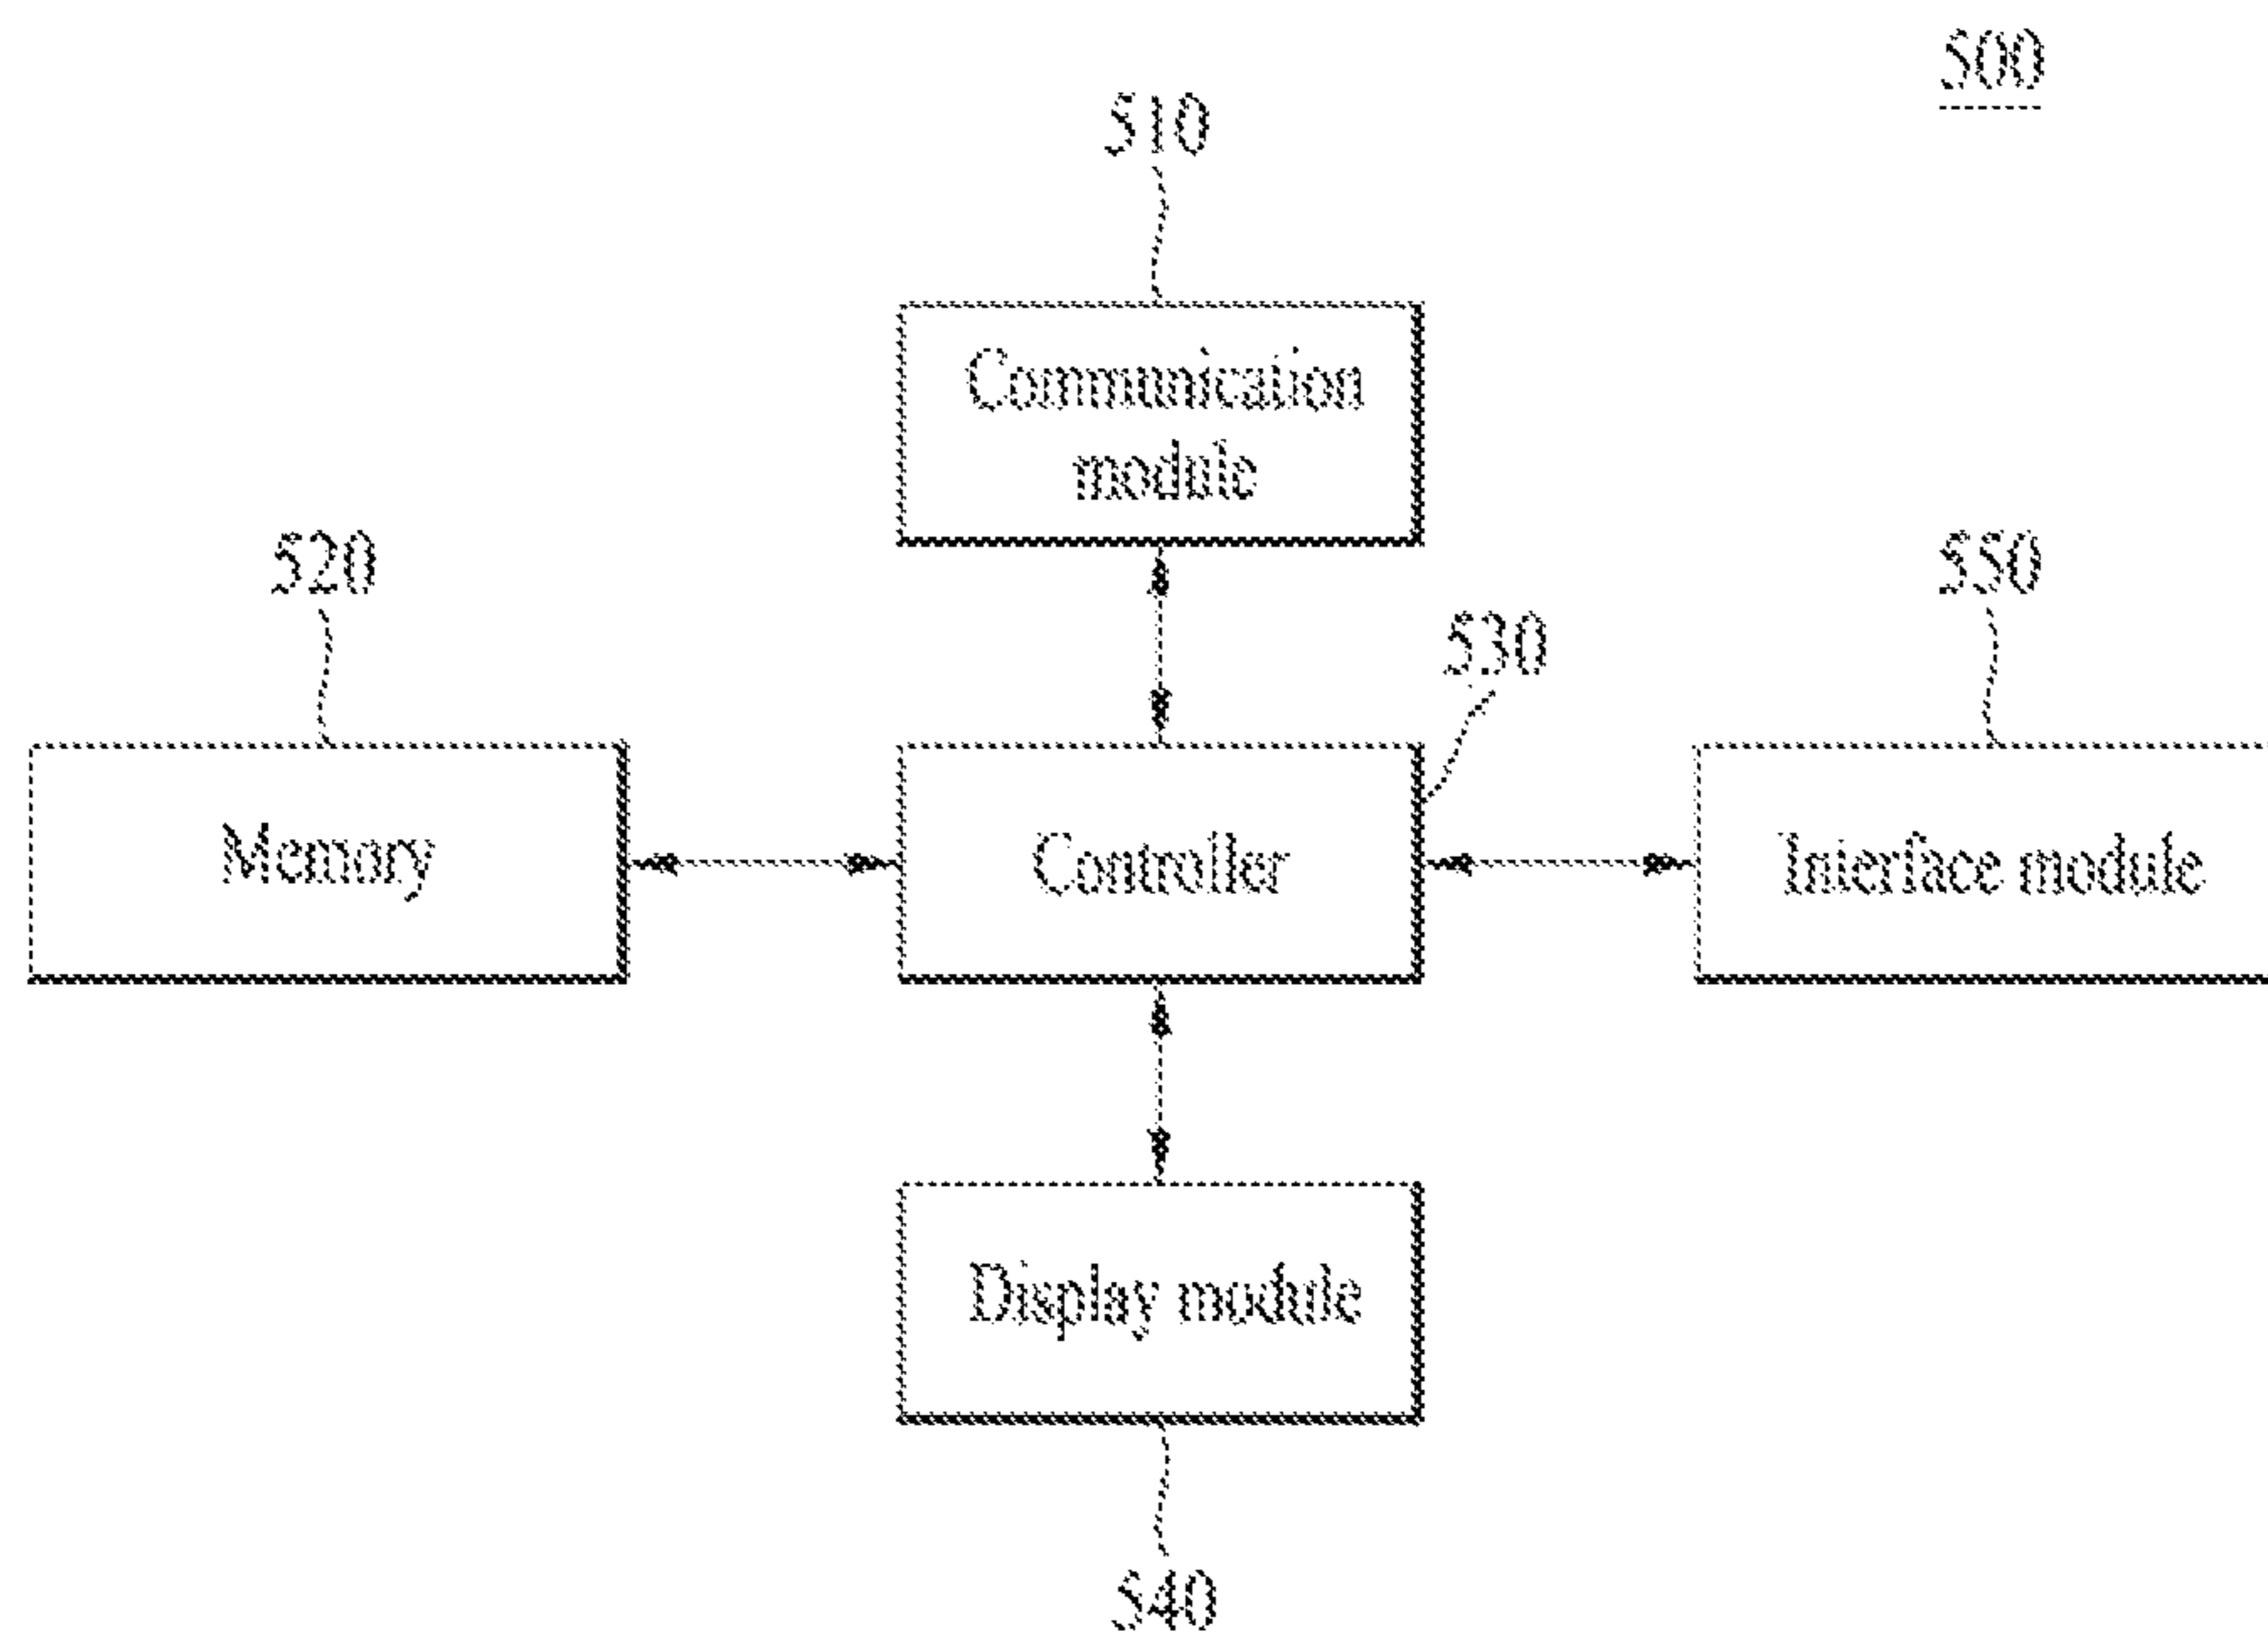 500
510
Communication
module
520
550
530
Memory
Controller
Interface module
Display module
540